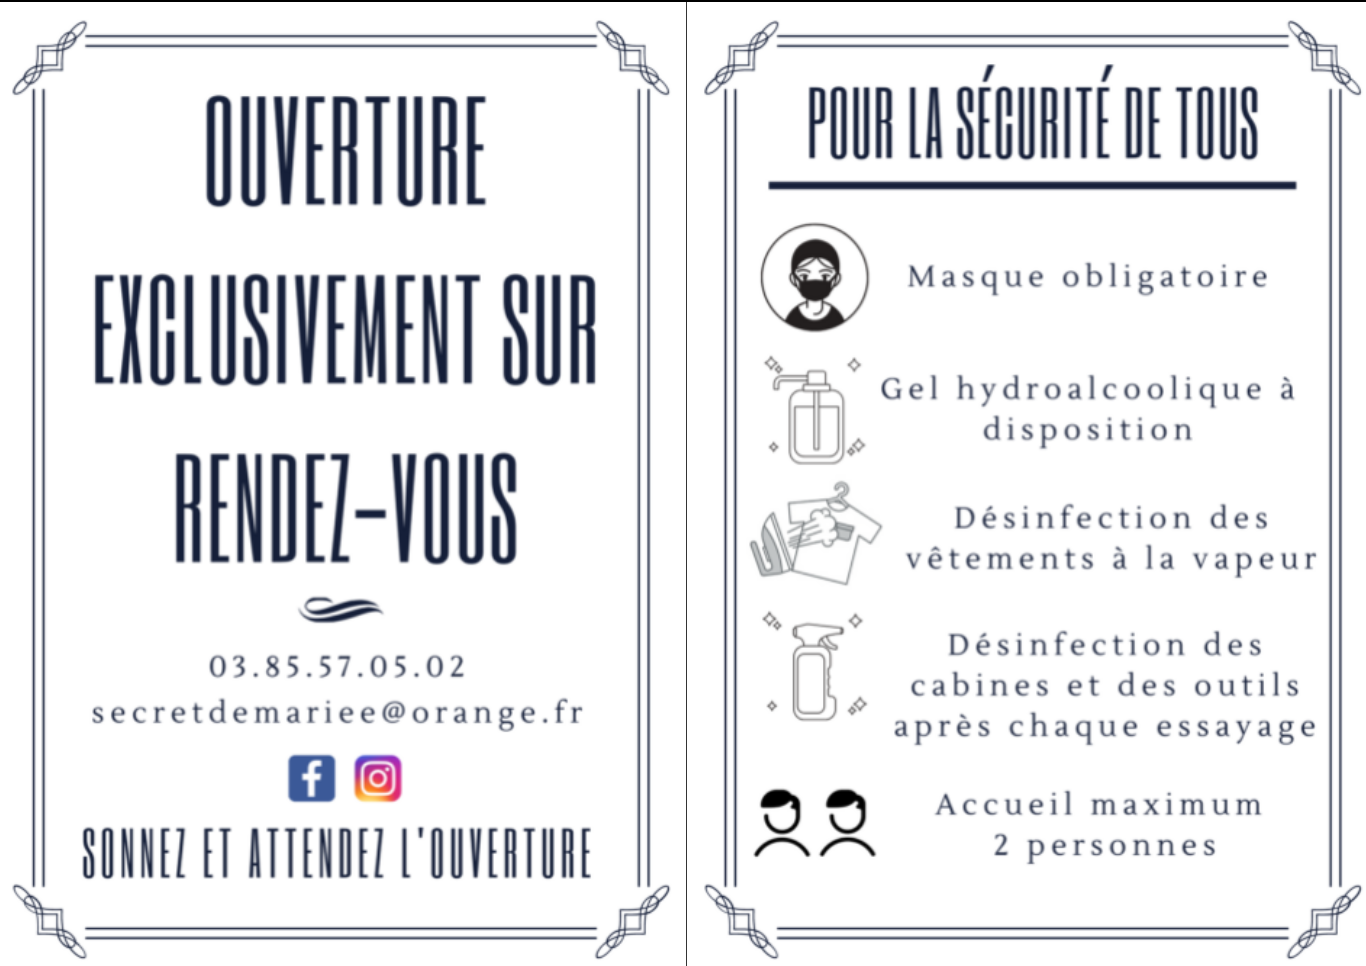 OUVERTURE
EXCLUSIVEMENT SUR
RENDEZ-VOUS
03.85.57.05.02
secretdemariee@orange.fr
SONNEZ ET ATTENDEZ L'OUVERTURE
POUR LA SÉCURITÉ DE TOUS
Masque obligatoire
Gel hydroalcoolique à
disposition
Désinfection des
vêtements à la vapeur
Désinfection des
cabines et des outils
après chaque essayage
Accueil maximum
2 personnes